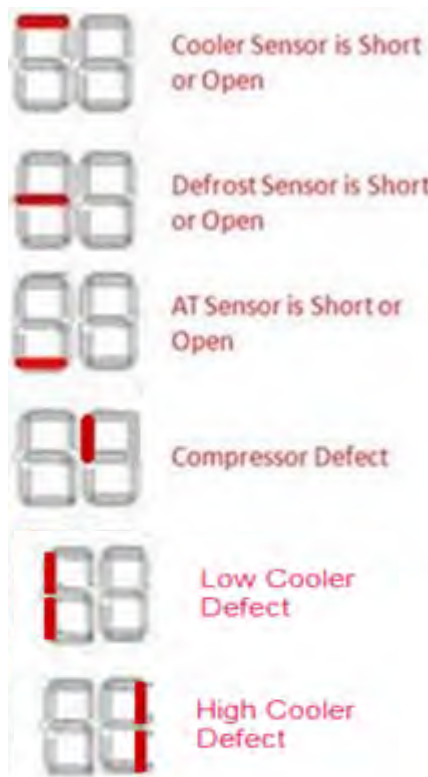 Cooler Sensor is Short
or Open
Defrost Sensor is Short
or Open
AT Sensor is Short or
Open
Compressor Defect
Low Cooler
Defect
High Cooler
Defect